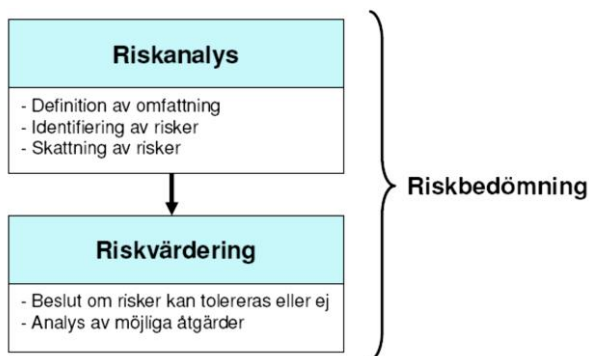 Riskanalys
- Definition av omfattning
- Identifiering av risker
- Skattning av risker
Riskvärdering
- Beslut om risker kan tolereras eller ej
- Analys av möjliga åtgärder
Riskbedömning